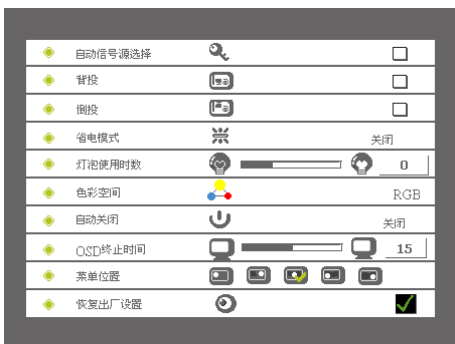 自动信号源选择
背投
倒投
省电模式 关闭
灯泡使用时数 0
色彩空间 RGB
自动关闭 关闭
OSD终止时间 15
菜单位置
恢复出厂设置